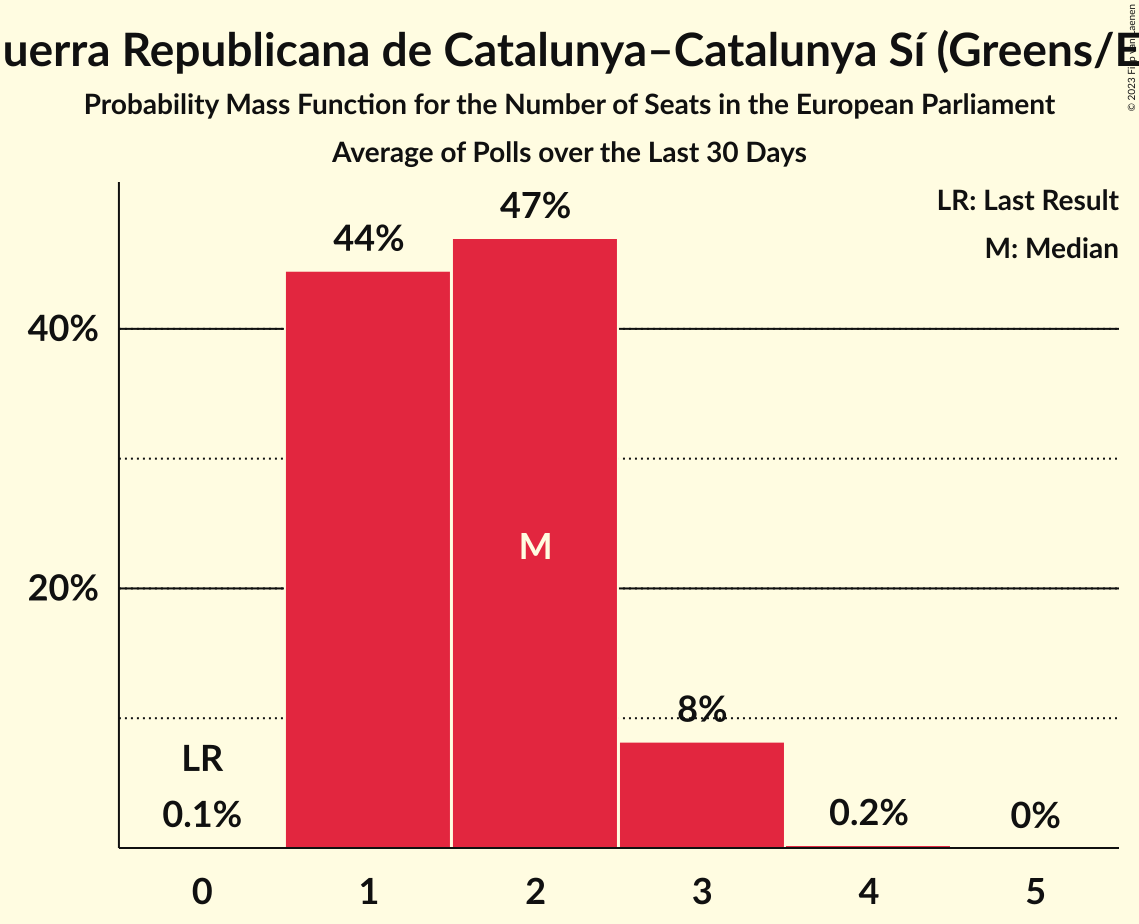 uerra Republicana de Catalunya–Catalunya Sí (Greens/E
Probability Mass Function for the Number of Seats in the European Parliament
Average of Polls over the Last 30 Days
LR: Last Result
M: Median
47%
44%
40%
M
20%
8%
LR
0.1%
0.2%
0%
0 1 2 3 4 5
© 2023